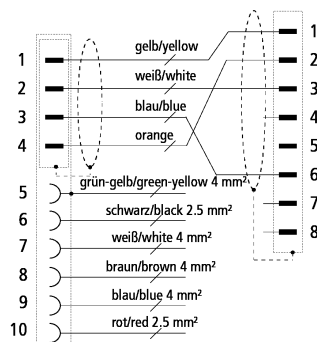 gelb/yellow
weiß/white
blau/blue
orange
1
2
3
4
1
2
3
4
5
6
7
8
5 grün-gelb/green-yellow 4 mm²
6 schwarz/black 2.5 mm²
7 weiß/white 4 mm²
8 braun/brown 4 mm²
9 blau/blue 4 mm²
10 rot/red 2.5 mm²